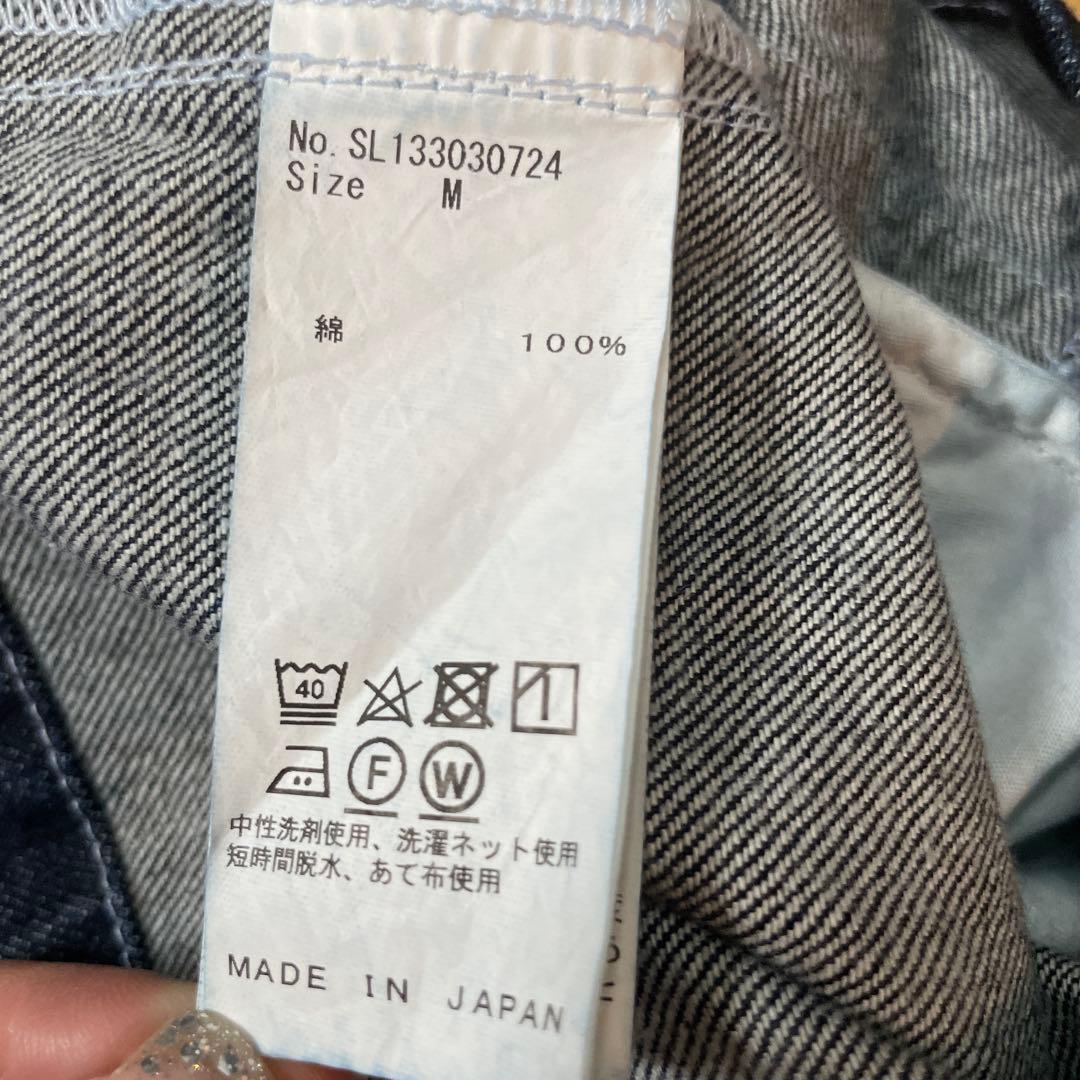 No. SL133030724
Size M
綿 100%
40
F W
中性洗剤使用、洗濯ネット使用
短時間脱水、あて布使用
MADE IN JAPAN